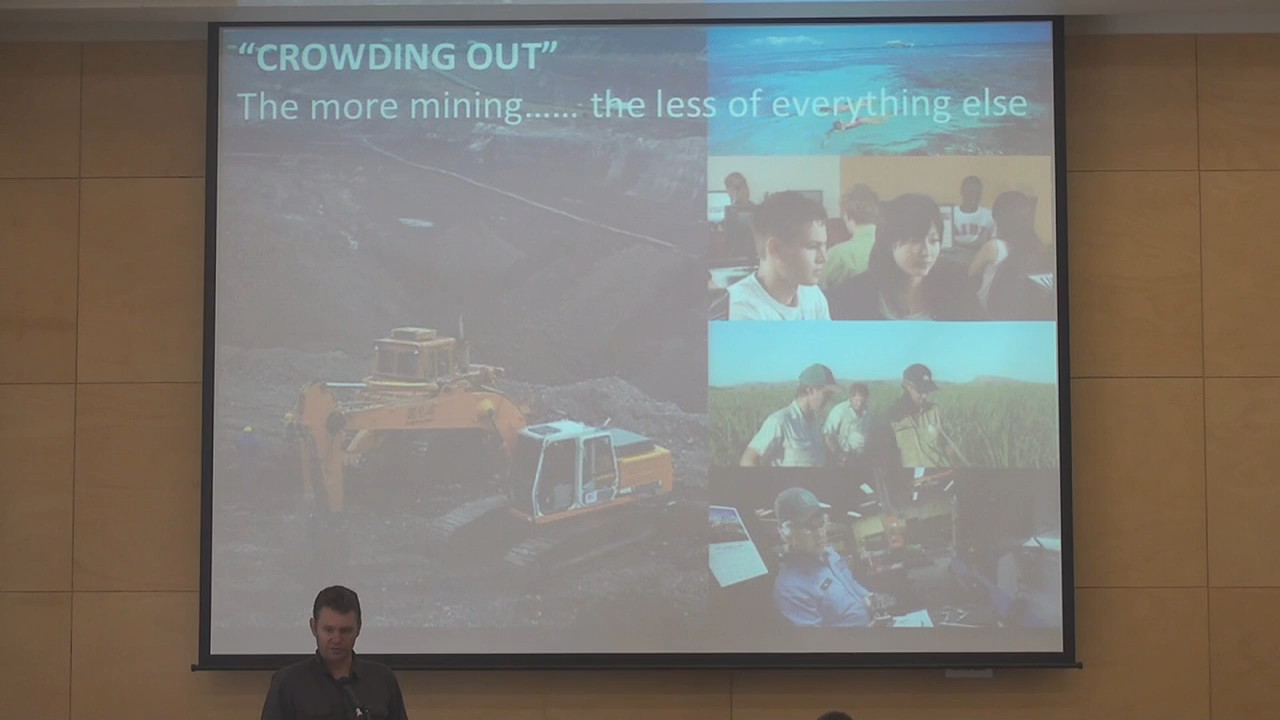 “CROWDING OUT”
The more mining...... the less of everything else